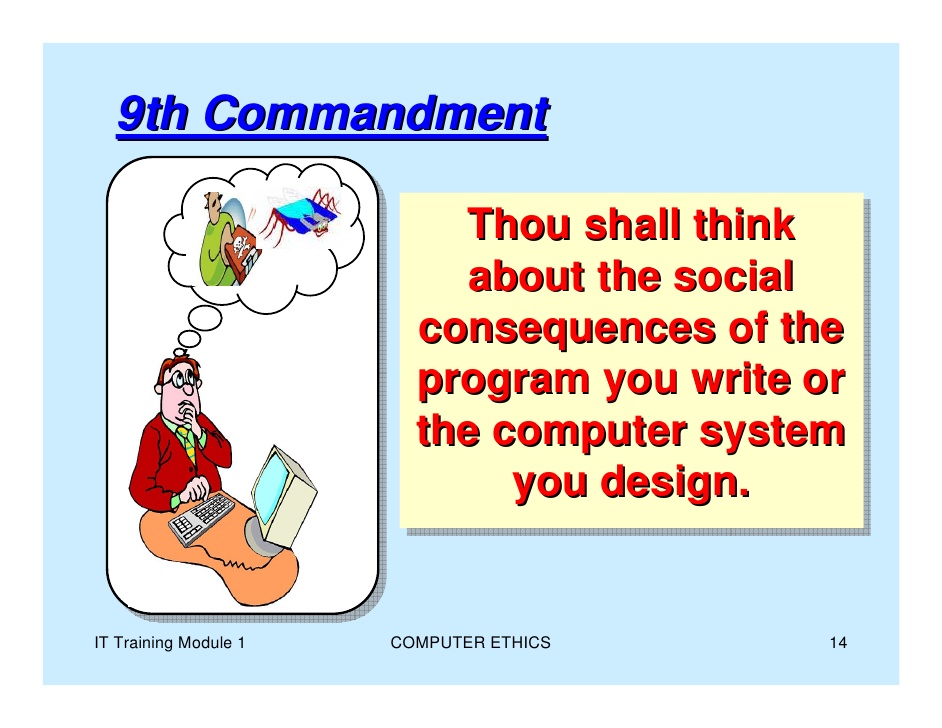 9th Commandment
Thou shall think
about the social
consequences of the
program you write or
the computer system
you design.
IT Training Module 1
COMPUTER ETHICS
14